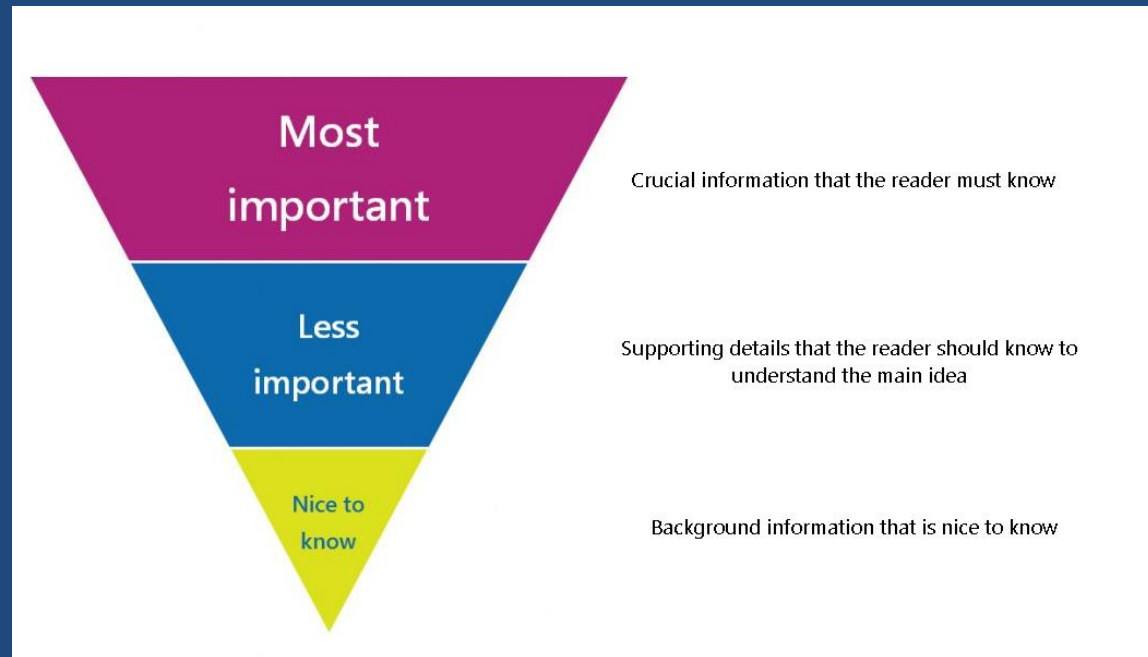 Most
important
Crucial information that the reader must know
Less
important
Supporting details that the reader should know to
understand the main idea
Nice to
know
Background information that is nice to know